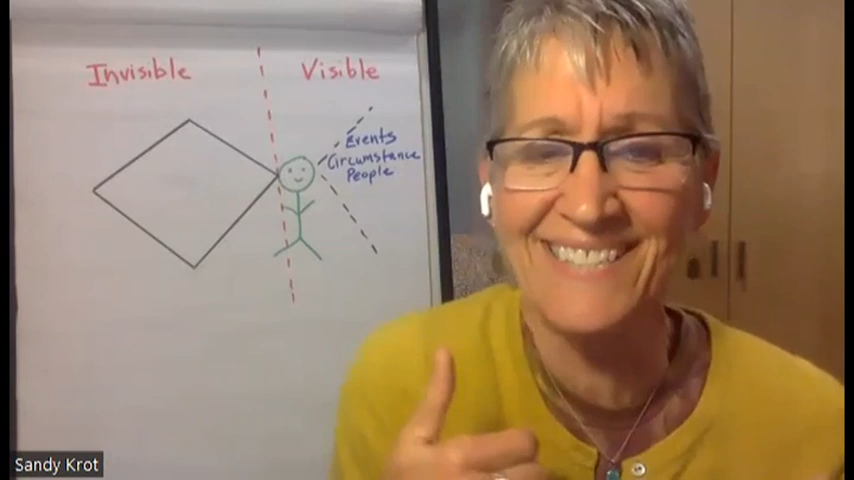 Invisible
Visible
Events
Circumstance
People
Sandy Krot